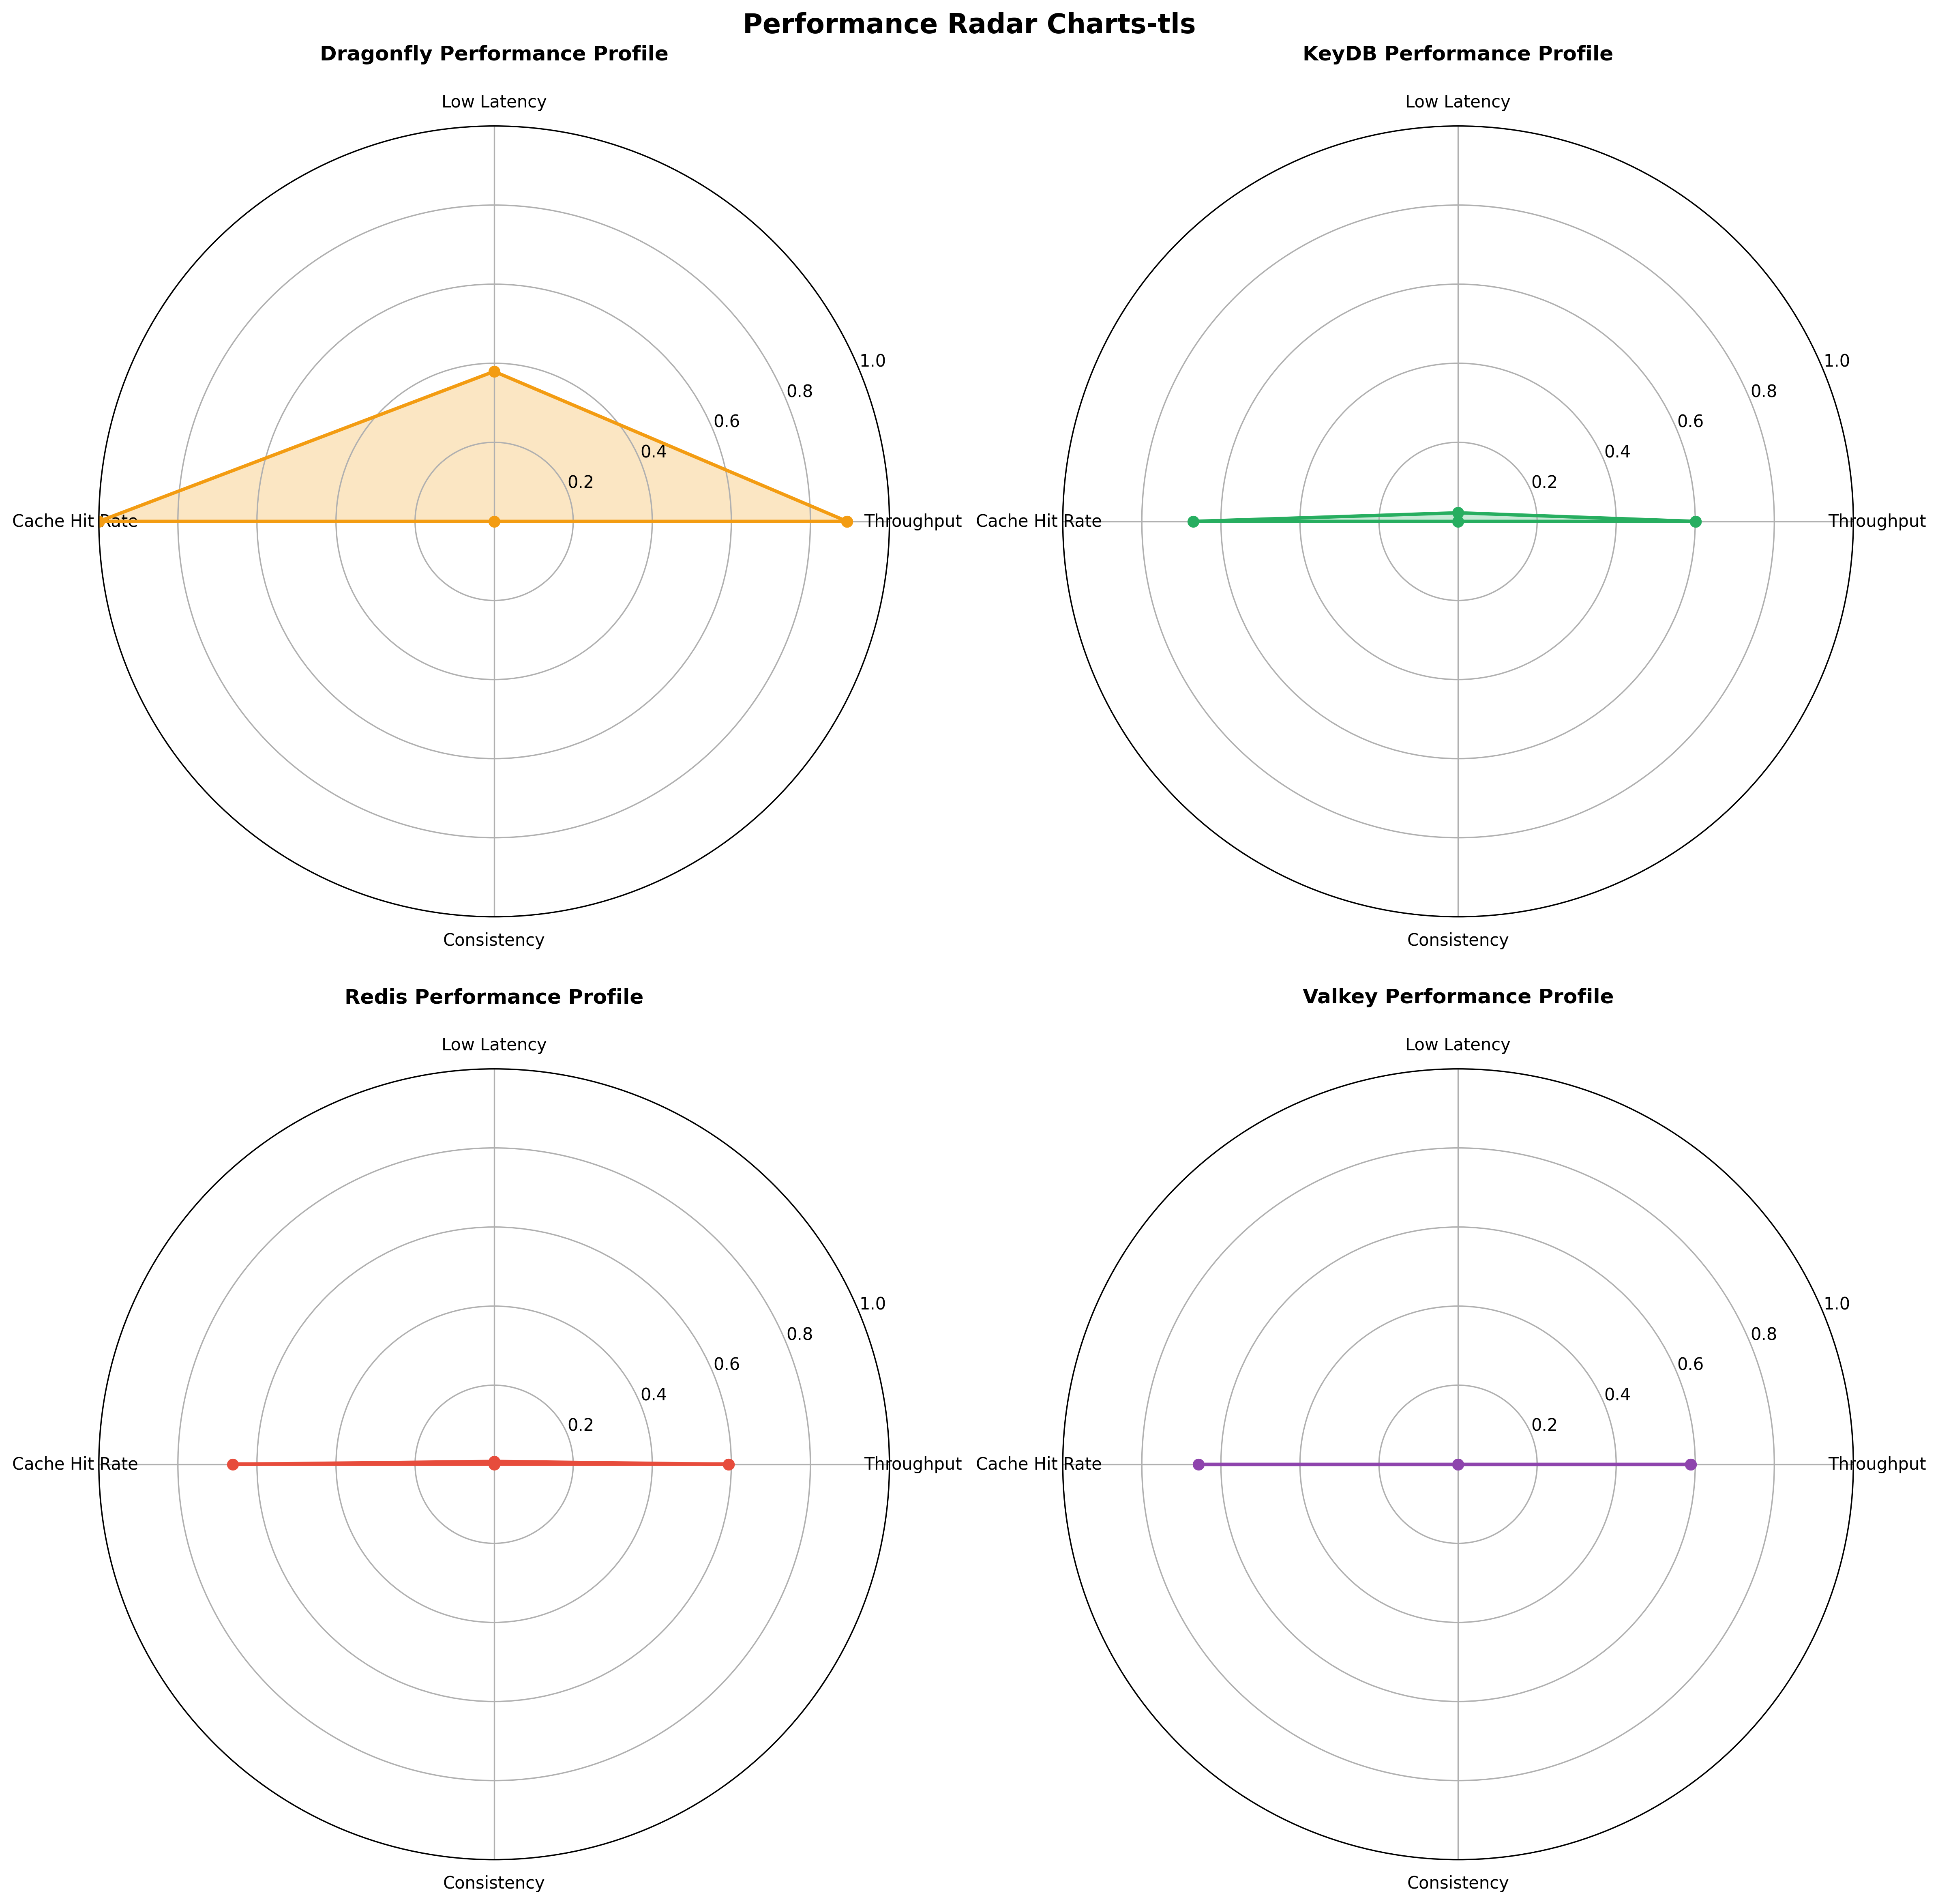 Performance Radar Charts-tls
Dragonfly Performance Profile
Low Latency
1.0
0.8
0.6
0.4
0.2
Cache Hit Rate
Throughput
Consistency
KeyDB Performance Profile
Low Latency
1.0
0.8
0.6
0.4
0.2
Cache Hit Rate
Throughput
Consistency
Redis Performance Profile
Low Latency
1.0
0.8
0.6
0.4
0.2
Cache Hit Rate
Throughput
Consistency
Valkey Performance Profile
Low Latency
1.0
0.8
0.6
0.4
0.2
Cache Hit Rate
Throughput
Consistency